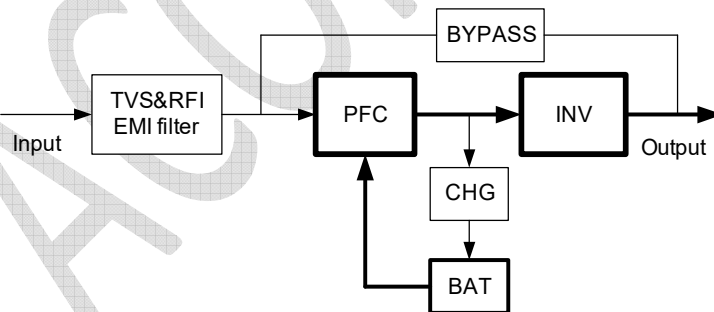 BYPASS
TVS&RFI
EMI filter
PFC
INV
Input
Output
CHG
BAT